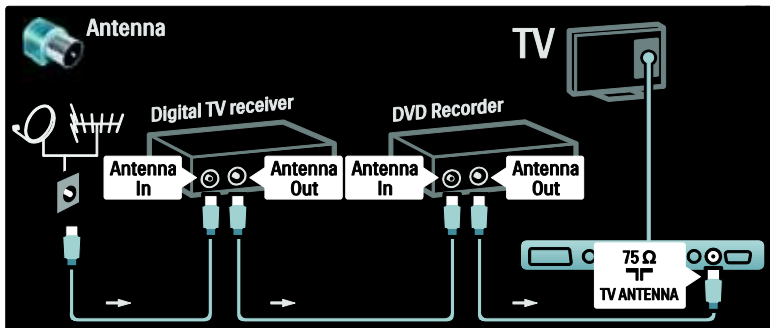 Antenna
TV
Digital TV receiver
DVD Recorder
Antenna
In
Antenna
Out
Antenna
In
Antenna
Out
75 Ω
TV ANTENNA